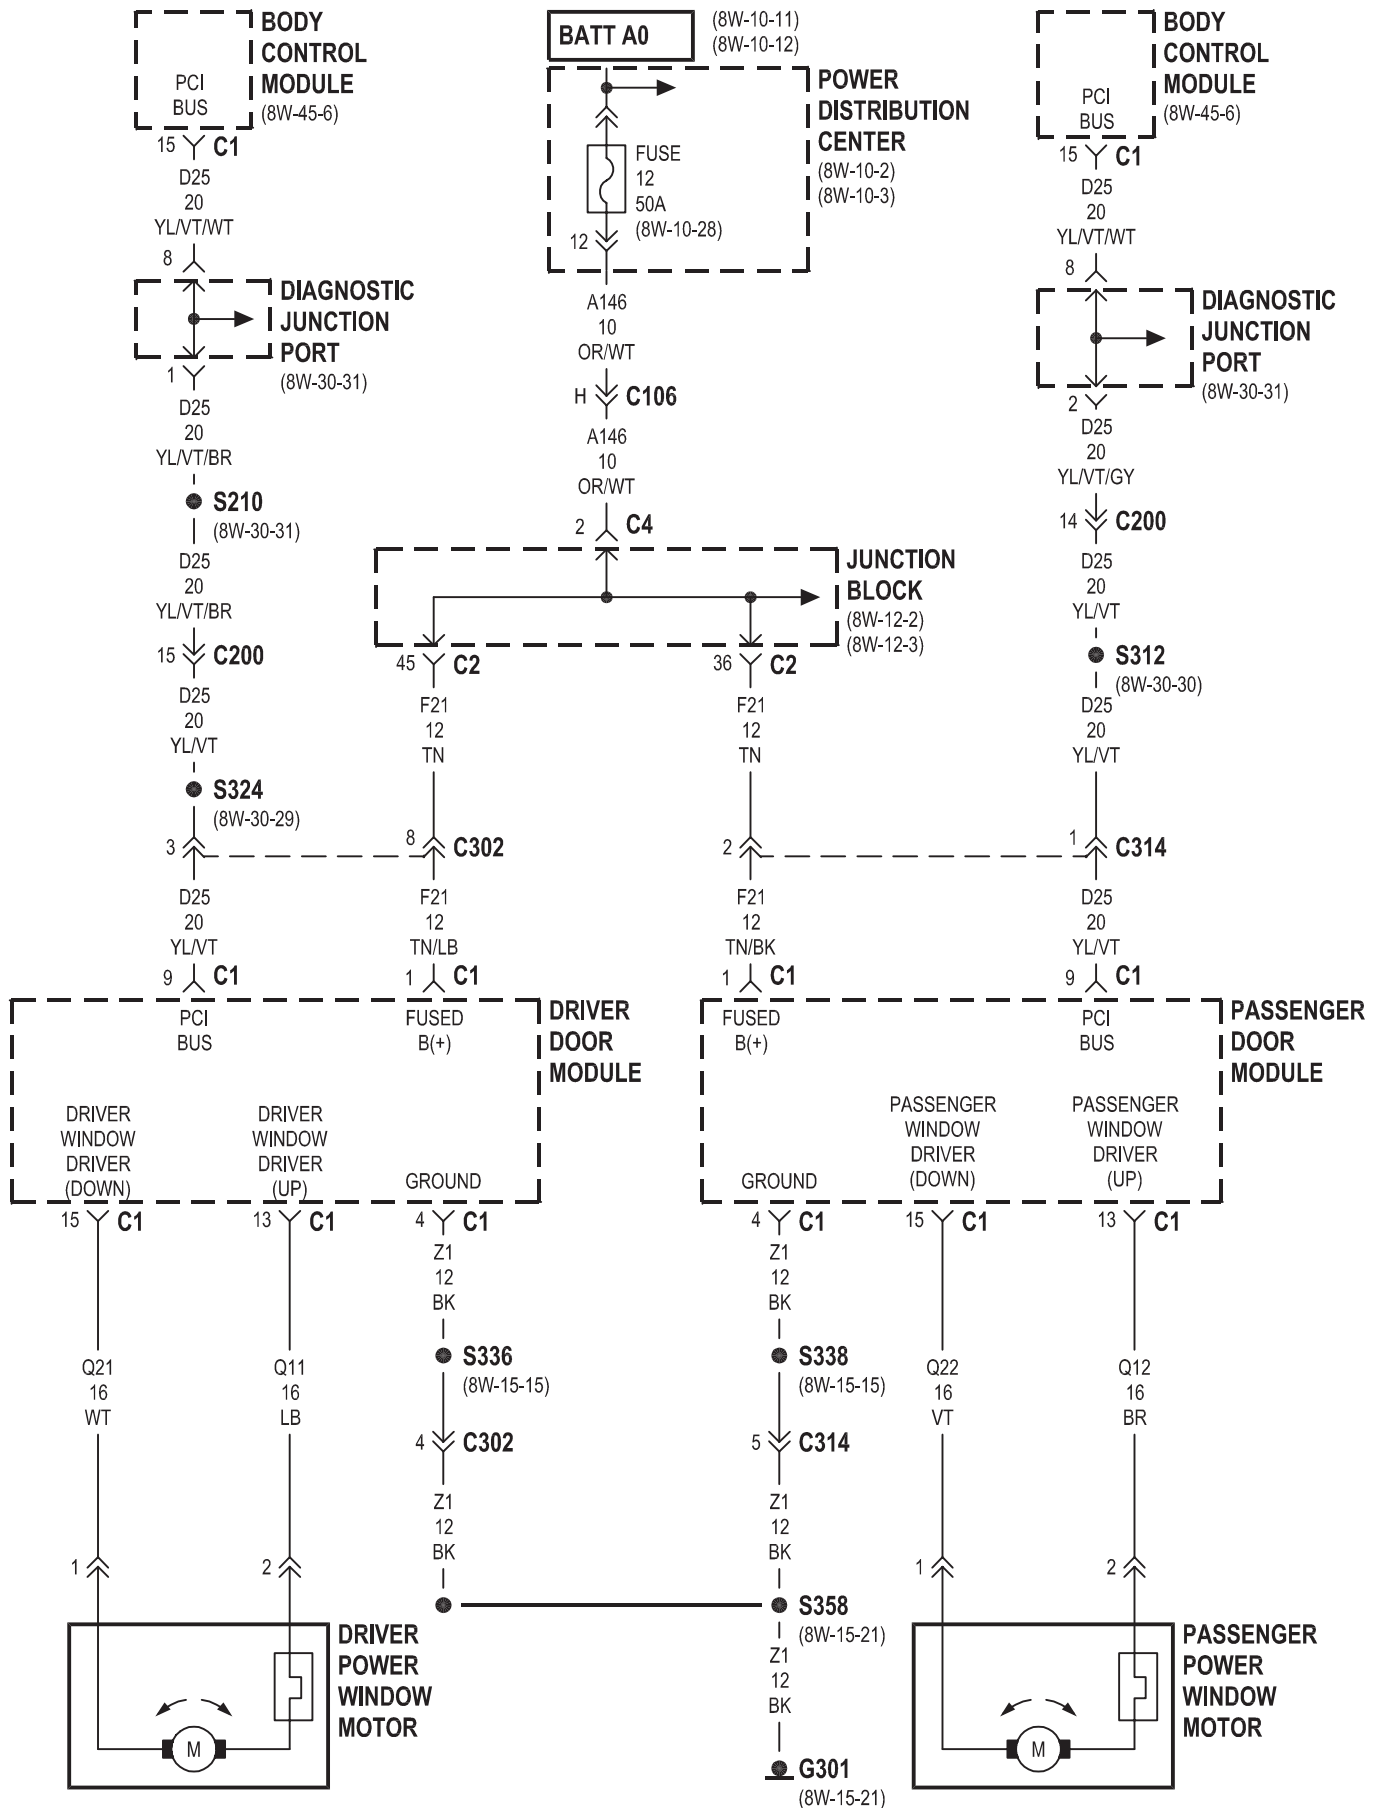 BODY
CONTROL
MODULE
(8W-45-6)
PCI
BUS
15 C1
D25
20
YL/VT/WT
8
DIAGNOSTIC
JUNCTION
PORT
(8W-30-31)
1
D25
20
YL/VT/BR
S210
(8W-30-31)
D25
20
YL/VT/BR
15 C200
D25
20
YL/VT
S324
(8W-30-29)
3
D25
20
YL/VT
9 C1
BATT A0
(8W-10-11)
(8W-10-12)
POWER
DISTRIBUTION
CENTER
(8W-10-2)
(8W-10-3)
FUSE
12
50A
(8W-10-28)
12
A146
10
OR/WT
H C106
A146
10
OR/WT
2 C4
JUNCTION
BLOCK
(8W-12-2)
(8W-12-3)
45 C2
F21
12
TN
8 C302
F21
12
TN/LB
1 C1
36 C2
F21
12
TN
2
F21
12
TN/BK
1 C1
BODY
CONTROL
MODULE
(8W-45-6)
PCI
BUS
15 C1
D25
20
YL/VT/WT
8
DIAGNOSTIC
JUNCTION
PORT
(8W-30-31)
2
D25
20
YL/VT/GY
14 C200
D25
20
YL/VT
S312
(8W-30-30)
D25
20
YL/VT
1 C314
D25
20
YL/VT
9 C1
DRIVER
DOOR
MODULE
PCI
BUS
FUSED
B(+)
DRIVER
WINDOW
DRIVER
(DOWN)
DRIVER
WINDOW
DRIVER
(UP)
GROUND
15 C1
13 C1
4 C1
Q21
16
WT
1
Q11
16
LB
2
Z1
12
BK
S336
(8W-15-15)
4 C302
Z1
12
BK
DRIVER
POWER
WINDOW
MOTOR
M
PASSENGER
DOOR
MODULE
FUSED
B(+)
PCI
BUS
GROUND
PASSENGER
WINDOW
DRIVER
(DOWN)
PASSENGER
WINDOW
DRIVER
(UP)
4 C1
15 C1
13 C1
Z1
12
BK
S338
(8W-15-15)
5 C314
Z1
12
BK
S358
(8W-15-21)
Z1
12
BK
G301
(8W-15-21)
Q22
16
VT
1
Q12
16
BR
2
PASSENGER
POWER
WINDOW
MOTOR
M